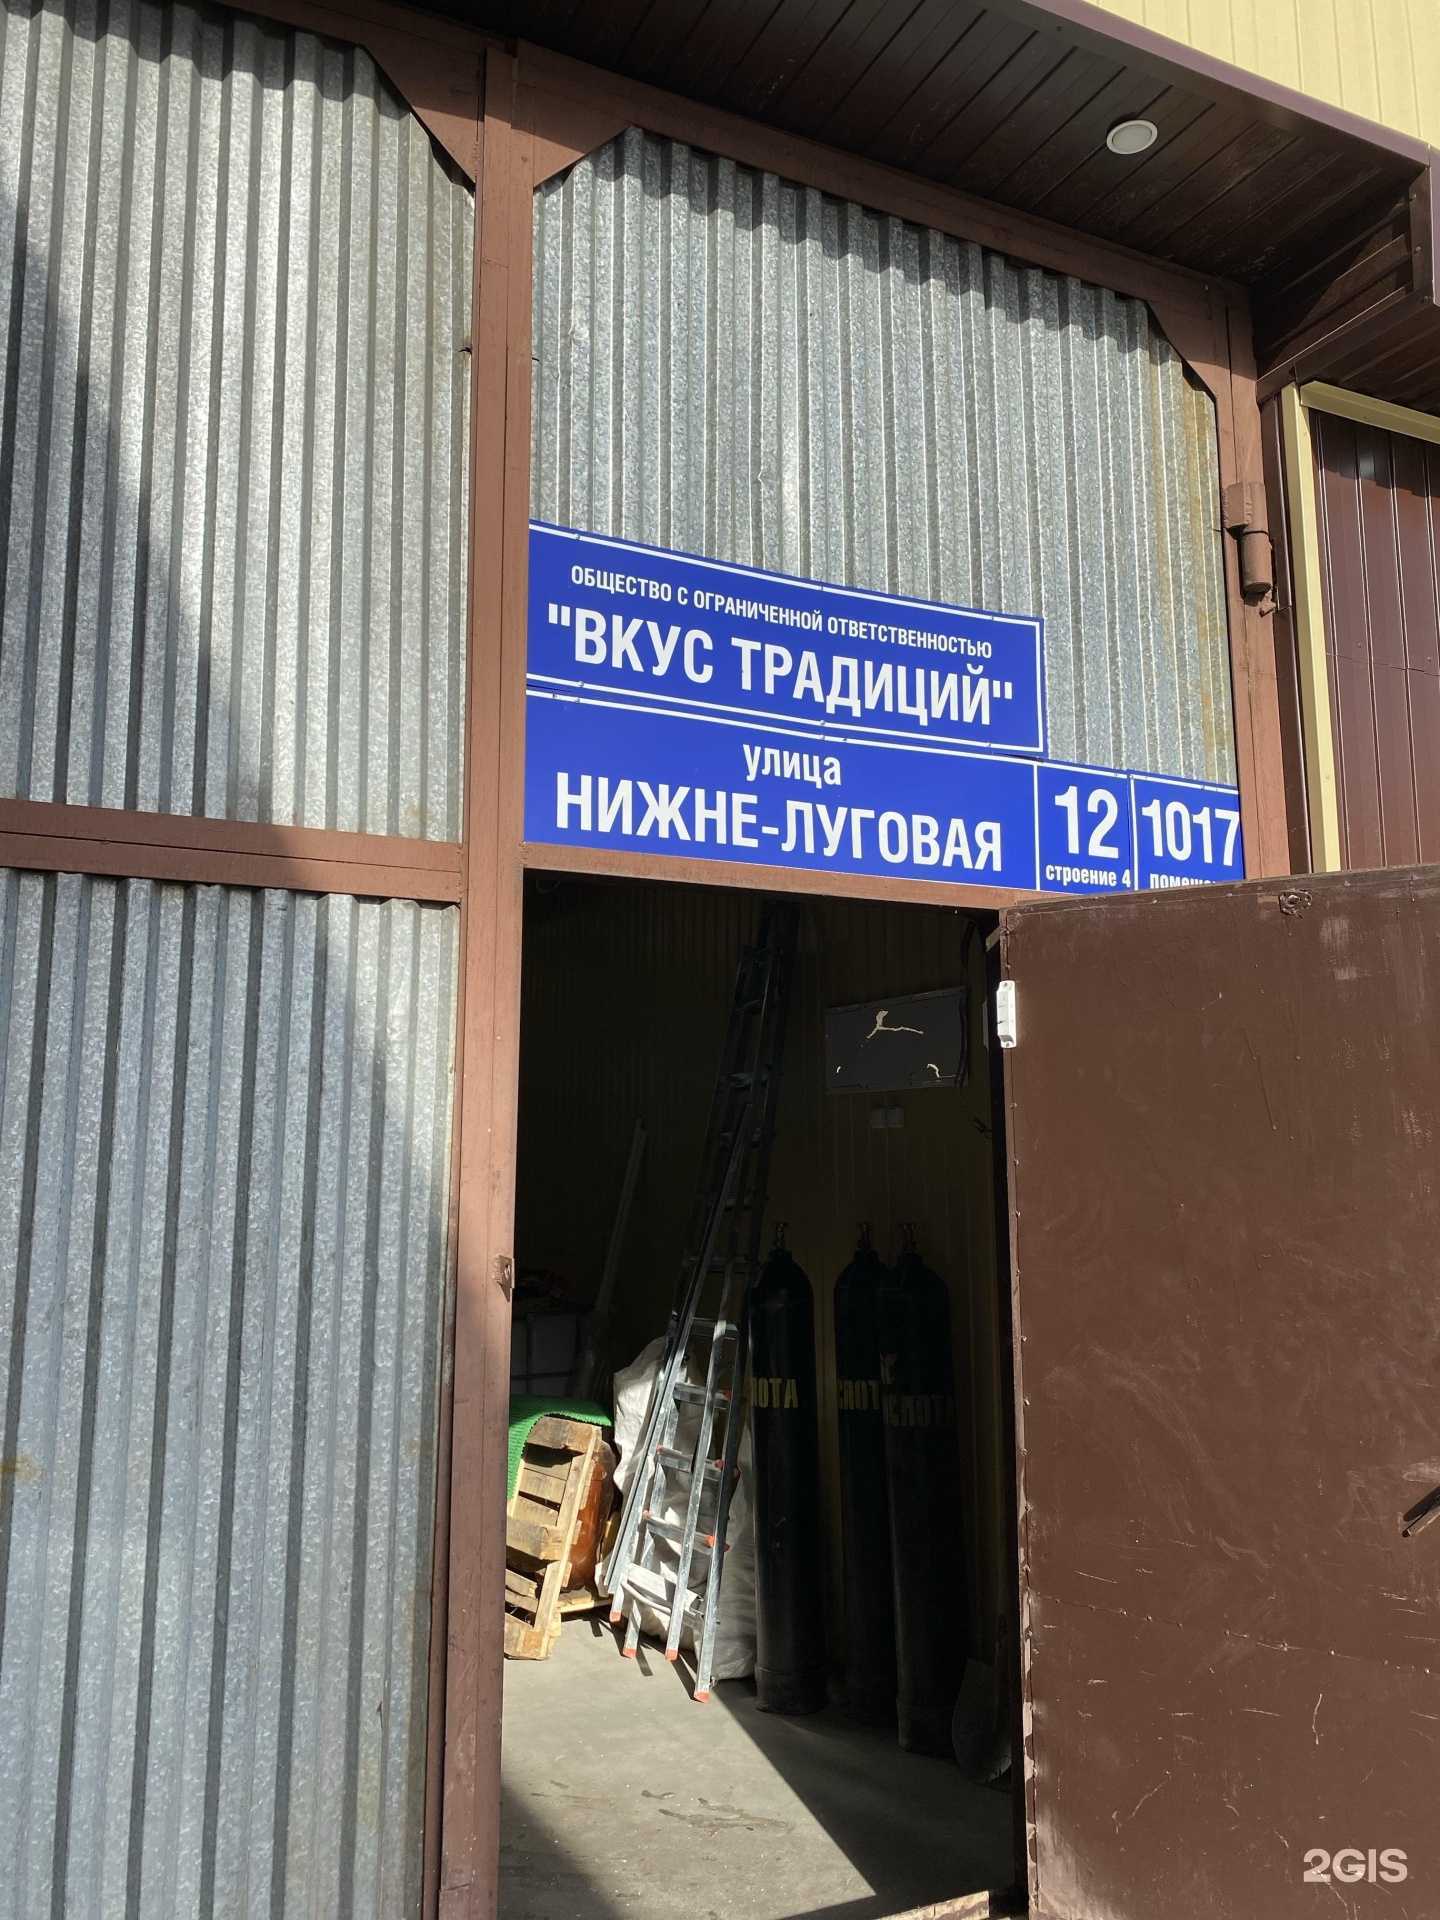 ОБЩЕСТВО С ОГРАНИЧЕННОЙ ОТВЕТСТВЕННОСТЬЮ
"ВКУС ТРАДИЦИЙ"
улица
НИЖНЕ-ЛУГОВАЯ
12
строение 4
1017
2GIS